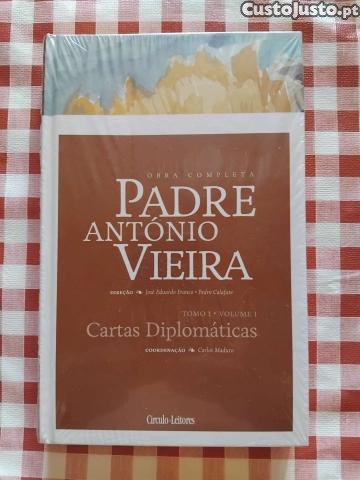 CustoJusto.pt
OBRA COMPLETA
PADRE
ANTÓNIO
VIEIRA
DIREÇÃO José Eduardo Franco • Pedro Calafate
TOMO I • VOLUME I
Cartas Diplomáticas
COORDENAÇÃO Carlos Maduro
Círculo Leitores